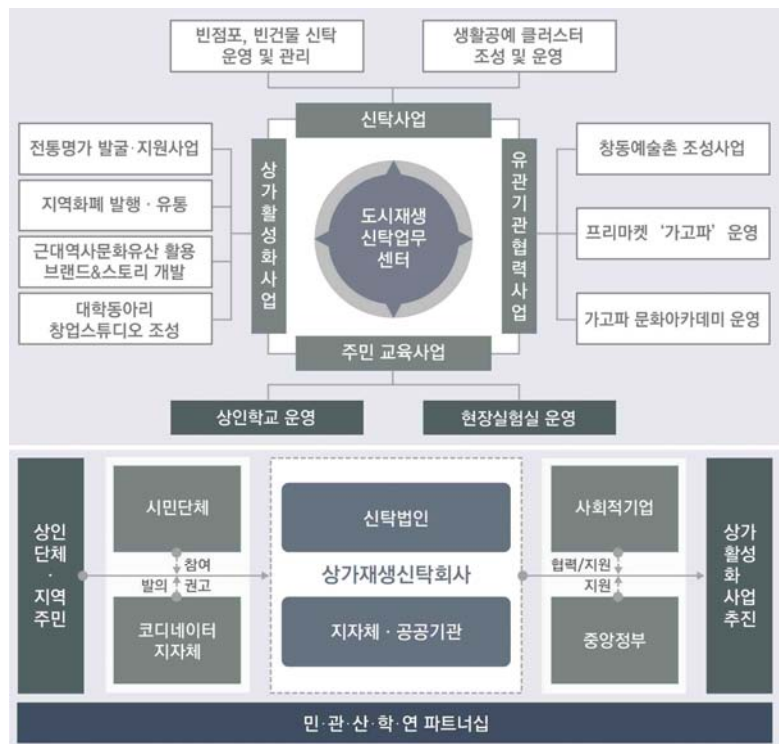 빈점포, 빈건물 신탁
운영 및 관리
생활공예 클러스터
조성 및 운영
신탁사업
전통명가 발굴·지원사업
지역화폐 발행 · 유통
근대역사문화유산 활용
브랜드&스토리 개발
대학동아리
창업스튜디오 조성
상가활성화사업
도시재생
신탁업무
센터
유관기관협력사업
창동예술촌 조성사업
프리마켓 ‘가고파’ 운영
가고파 문화아카데미 운영
주민 교육사업
상인학교 운영
현장실험실 운영
상인
단체
·
지역
주민
시민단체
참여
발의
권고
코디네이터
지자체
신탁법인
상가재생신탁회사
지자체 · 공공기관
사회적기업
협력/지원
지원
중앙정부
상가
활성
화
사업
추진
민·관·산·학·연 파트너십